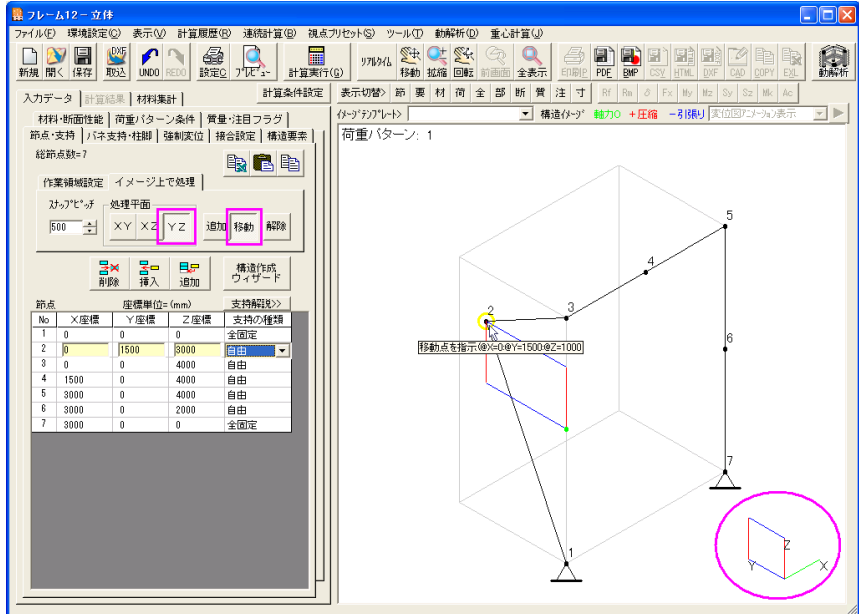 フレーム12－立体
ファイル(F) 環境設定(C) 表示(V) 計算履歴(R) 連続計算(B) 視点プリセット(S) ツール(T) 動解析(D) 重心計算(J)
新規 開く 保存 取込 UNDO REDO 設定Q プレビュー 計算実行(G) リアルタイム 移動 拡縮 回転 前画面 全表示 印刷P PDF BMP CSV HTML DXF CAD COPY EXL 動解析
入力データ 計算結果 材料集計 計算条件設定 表示切替> 節 要 材 荷 全 部 断 質 注 寸 Rf Rm δ Fx My Mz Sy Sz Mk Ac
イメージテンプレート> 構造イメージ 軸力0 +圧縮 −引張り 変位図アニメーション表示
材料・断面性能 荷重パターン条件 質量・注目フラグ
節点・支持 バネ支持・柱脚 強制変位 接合設定 構造要素
総節点数=7
作業領域設定 イメージ上で処理
スナップピッチ 処理平面
500 XY XZ YZ 追加 移動 解除
削除 挿入 追加 構造作成ウィザード
節点 座標単位=(mm) 支持解説>>
No X座標 Y座標 Z座標 支持の種類
1 0 0 0 全固定
2 0 1500 3000 自由
3 0 0 4000 自由
4 1500 0 4000 自由
5 3000 0 4000 自由
6 3000 0 2000 自由
7 3000 0 0 全固定
荷重パターン: 1
5
4
3
2
移動点を指示:@X=0:@Y=1500:@Z=1000
6
7
1
Z
Y X